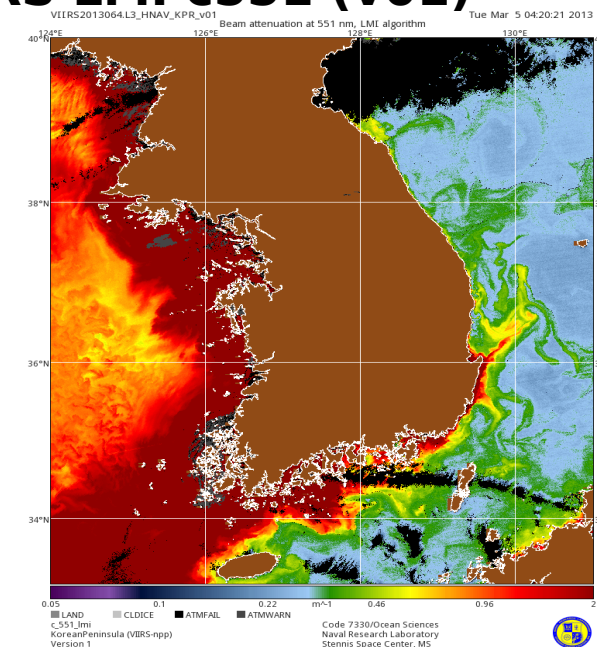 VIIRS2013064.L3_HNAV_KPR_v01
Tue Mar 5 04:20:21 2013
Beam attenuation at 551 nm, LMI algorithm
124°E 126°E 128°E 130°E
40°N
38°N
36°N
34°N
0.05 0.1 0.22 m^-1 0.46 0.96 2
LAND CLDICE ATMFAIL ATMWARN
c_551_lmi
KoreanPeninsula (VIIRS-npp)
Version 1
Code 7330/Ocean Sciences
Naval Research Laboratory
Stennis Space Center, MS